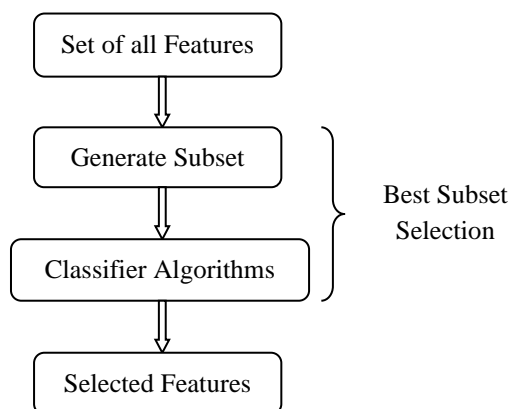 Set of all Features
Generate Subset
Best Subset
Selection
Classifier Algorithms
Selected Features